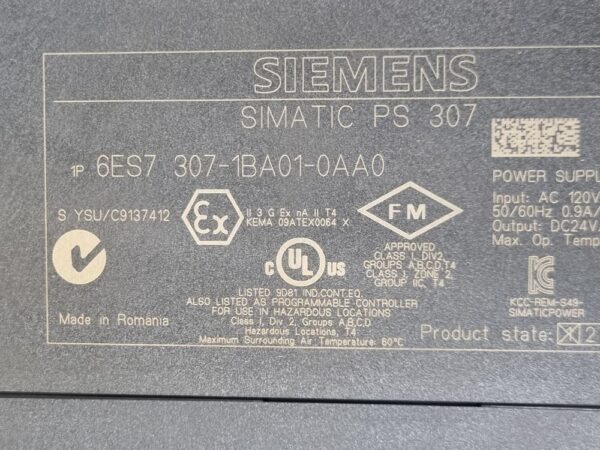 SIEMENS
SIMATIC PS 307
1P 6ES7 307-1BA01-0AA0
S YSU/C9137412
Ex
II 3 G Ex nA II T4
KEMA 09ATEX0064 X
FM
APPROVED
CLASS I, DIV2,
GROUPS A,B,C,D,T4
CLASS I, ZONE 2,
GROUP IIC, T4
POWER SUPPL
Input: AC 120V
50/60Hz 0.9A/
Output: DC24V
Max. Op. Temp
C UL US
LISTED 9D81 IND.CONT.EQ.
ALSO LISTED AS PROGRAMMABLE CONTROLLER
FOR USE IN HAZARDOUS LOCATIONS
Class I, Div 2, Groups A,B,C,D
Hazardous Locations, T4
Maximum Surrounding Air Temperature: 60°C
KCC-REM-S49-
SIMATICPOWER
Made in Romania
Product state: 1 2